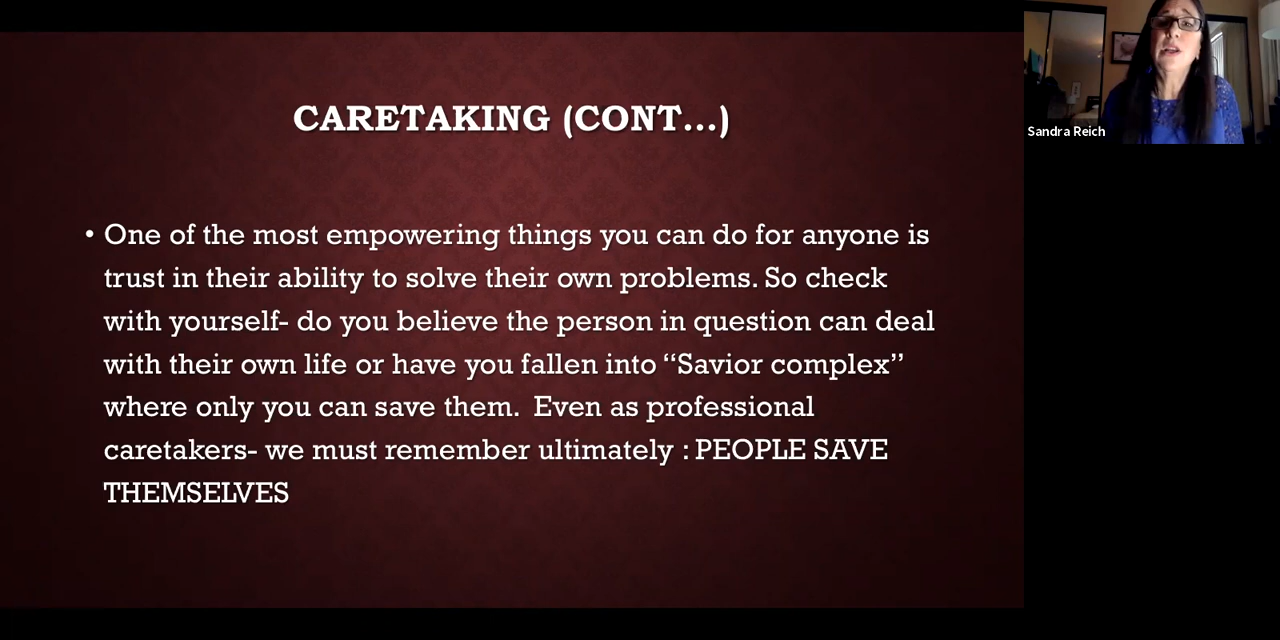 CARETAKING (CONT...)
• One of the most empowering things you can do for anyone is
trust in their ability to solve their own problems. So check
with yourself- do you believe the person in question can deal
with their own life or have you fallen into “Savior complex”
where only you can save them.  Even as professional
caretakers- we must remember ultimately : PEOPLE SAVE
THEMSELVES
Sandra Reich